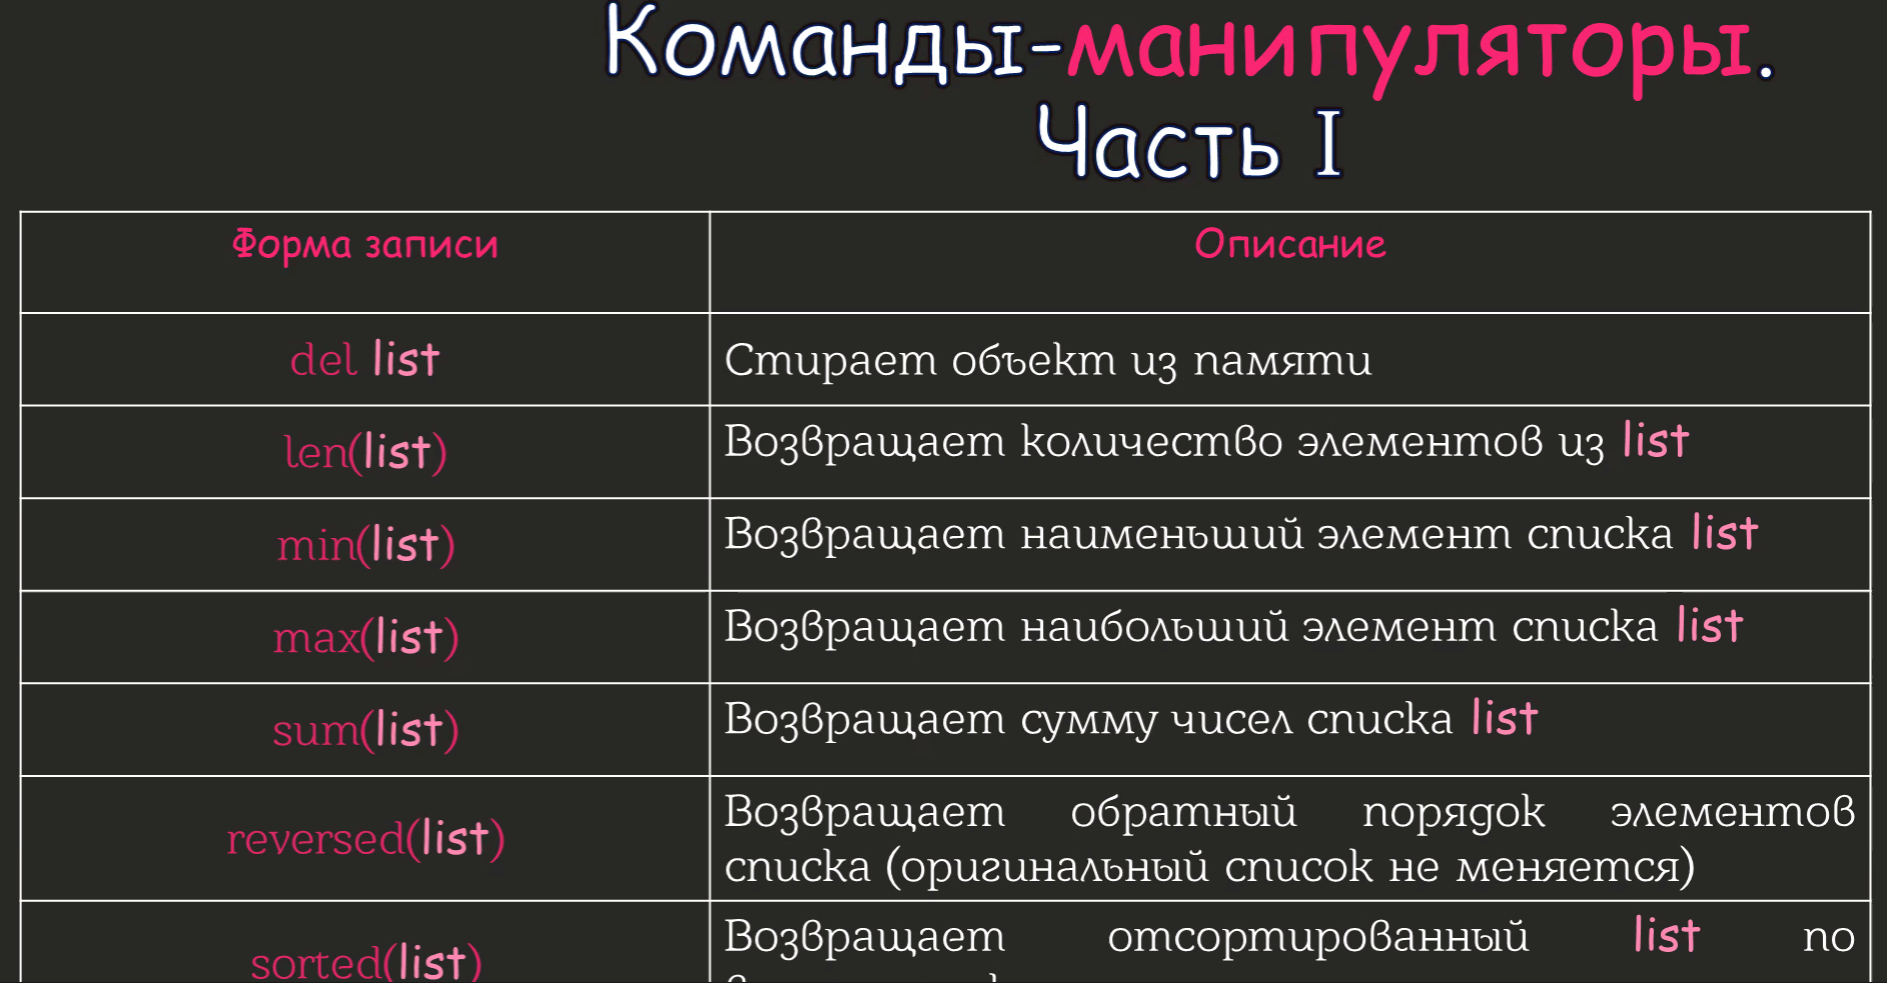 Команды-манипуляторы.
Часть I
Форма записи
Описание
del list
Стирает объект из памяти
len(list)
Возвращает количество элементов из list
min(list)
Возвращает наименьший элемент списка list
max(list)
Возвращает наибольший элемент списка list
sum(list)
Возвращает сумму чисел списка list
reversed(list)
Возвращает обратный порядок элементов
списка (оригинальный список не меняется)
sorted(list)
Возвращает отсортированный list по